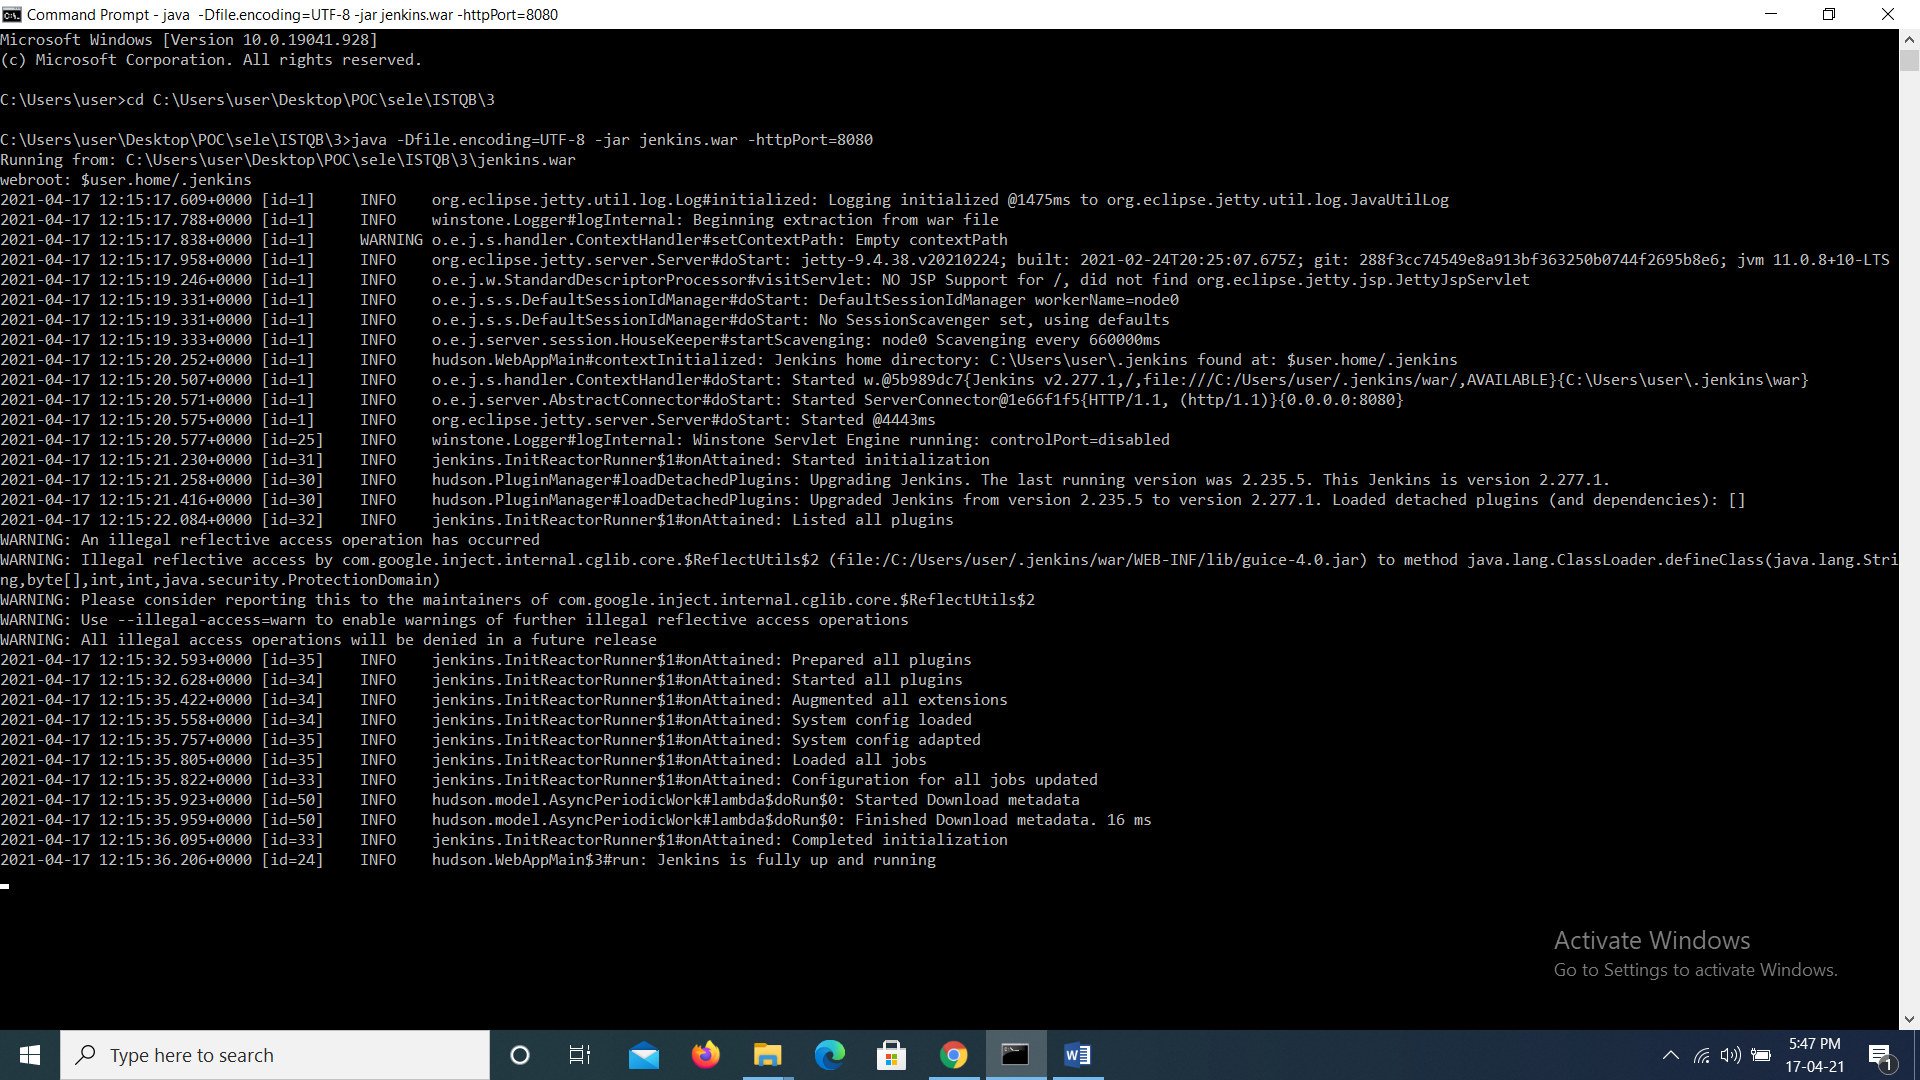 Command Prompt - java  -Dfile.encoding=UTF-8 -jar jenkins.war -httpPort=8080
Microsoft Windows [Version 10.0.19041.928]
(c) Microsoft Corporation. All rights reserved.
C:\Users\user>cd C:\Users\user\Desktop\POC\sele\ISTQB\3
C:\Users\user\Desktop\POC\sele\ISTQB\3>java -Dfile.encoding=UTF-8 -jar jenkins.war -httpPort=8080
Running from: C:\Users\user\Desktop\POC\sele\ISTQB\3\jenkins.war
webroot: $user.home/.jenkins
2021-04-17 12:15:17.609+0000 [id=1]     INFO    org.eclipse.jetty.util.log.Log#initialized: Logging initialized @1475ms to org.eclipse.jetty.util.log.JavaUtilLog
2021-04-17 12:15:17.788+0000 [id=1]     INFO    winstone.Logger#logInternal: Beginning extraction from war file
2021-04-17 12:15:17.838+0000 [id=1]     WARNING o.e.j.s.handler.ContextHandler#setContextPath: Empty contextPath
2021-04-17 12:15:17.958+0000 [id=1]     INFO    org.eclipse.jetty.server.Server#doStart: jetty-9.4.38.v20210224; built: 2021-02-24T20:25:07.675Z; git: 288f3cc74549e8a913bf363250b0744f2695b8e6; jvm 11.0.8+10-LTS
2021-04-17 12:15:19.246+0000 [id=1]     INFO    o.e.j.w.StandardDescriptorProcessor#visitServlet: NO JSP Support for /, did not find org.eclipse.jetty.jsp.JettyJspServlet
2021-04-17 12:15:19.331+0000 [id=1]     INFO    o.e.j.s.s.DefaultSessionIdManager#doStart: DefaultSessionIdManager workerName=node0
2021-04-17 12:15:19.331+0000 [id=1]     INFO    o.e.j.s.s.DefaultSessionIdManager#doStart: No SessionScavenger set, using defaults
2021-04-17 12:15:19.333+0000 [id=1]     INFO    o.e.j.server.session.HouseKeeper#startScavenging: node0 Scavenging every 660000ms
2021-04-17 12:15:20.252+0000 [id=1]     INFO    hudson.WebAppMain#contextInitialized: Jenkins home directory: C:\Users\user\.jenkins found at: $user.home/.jenkins
2021-04-17 12:15:20.507+0000 [id=1]     INFO    o.e.j.s.handler.ContextHandler#doStart: Started w.@5b989dc7{Jenkins v2.277.1,/,file:///C:/Users/user/.jenkins/war/,AVAILABLE}{C:\Users\user\.jenkins\war}
2021-04-17 12:15:20.571+0000 [id=1]     INFO    o.e.j.server.AbstractConnector#doStart: Started ServerConnector@1e66f1f5{HTTP/1.1, (http/1.1)}{0.0.0.0:8080}
2021-04-17 12:15:20.575+0000 [id=1]     INFO    org.eclipse.jetty.server.Server#doStart: Started @4443ms
2021-04-17 12:15:20.577+0000 [id=25]    INFO    winstone.Logger#logInternal: Winstone Servlet Engine running: controlPort=disabled
2021-04-17 12:15:21.230+0000 [id=31]    INFO    jenkins.InitReactorRunner$1#onAttained: Started initialization
2021-04-17 12:15:21.258+0000 [id=30]    INFO    hudson.PluginManager#loadDetachedPlugins: Upgrading Jenkins. The last running version was 2.235.5. This Jenkins is version 2.277.1.
2021-04-17 12:15:21.416+0000 [id=30]    INFO    hudson.PluginManager#loadDetachedPlugins: Upgraded Jenkins from version 2.235.5 to version 2.277.1. Loaded detached plugins (and dependencies): []
2021-04-17 12:15:22.084+0000 [id=32]    INFO    jenkins.InitReactorRunner$1#onAttained: Listed all plugins
WARNING: An illegal reflective access operation has occurred
WARNING: Illegal reflective access by com.google.inject.internal.cglib.core.$ReflectUtils$2 (file:/C:/Users/user/.jenkins/war/WEB-INF/lib/guice-4.0.jar) to method java.lang.ClassLoader.defineClass(java.lang.Stri
ng,byte[],int,int,java.security.ProtectionDomain)
WARNING: Please consider reporting this to the maintainers of com.google.inject.internal.cglib.core.$ReflectUtils$2
WARNING: Use --illegal-access=warn to enable warnings of further illegal reflective access operations
WARNING: All illegal access operations will be denied in a future release
2021-04-17 12:15:32.593+0000 [id=35]    INFO    jenkins.InitReactorRunner$1#onAttained: Prepared all plugins
2021-04-17 12:15:32.628+0000 [id=34]    INFO    jenkins.InitReactorRunner$1#onAttained: Started all plugins
2021-04-17 12:15:35.422+0000 [id=34]    INFO    jenkins.InitReactorRunner$1#onAttained: Augmented all extensions
2021-04-17 12:15:35.558+0000 [id=34]    INFO    jenkins.InitReactorRunner$1#onAttained: System config loaded
2021-04-17 12:15:35.757+0000 [id=35]    INFO    jenkins.InitReactorRunner$1#onAttained: System config adapted
2021-04-17 12:15:35.805+0000 [id=35]    INFO    jenkins.InitReactorRunner$1#onAttained: Loaded all jobs
2021-04-17 12:15:35.822+0000 [id=33]    INFO    jenkins.InitReactorRunner$1#onAttained: Configuration for all jobs updated
2021-04-17 12:15:35.923+0000 [id=50]    INFO    hudson.model.AsyncPeriodicWork#lambda$doRun$0: Started Download metadata
2021-04-17 12:15:35.959+0000 [id=50]    INFO    hudson.model.AsyncPeriodicWork#lambda$doRun$0: Finished Download metadata. 16 ms
2021-04-17 12:15:36.095+0000 [id=33]    INFO    jenkins.InitReactorRunner$1#onAttained: Completed initialization
2021-04-17 12:15:36.206+0000 [id=24]    INFO    hudson.WebAppMain$3#run: Jenkins is fully up and running
Activate Windows
Go to Settings to activate Windows.
Type here to search
5:47 PM
17-04-21
1